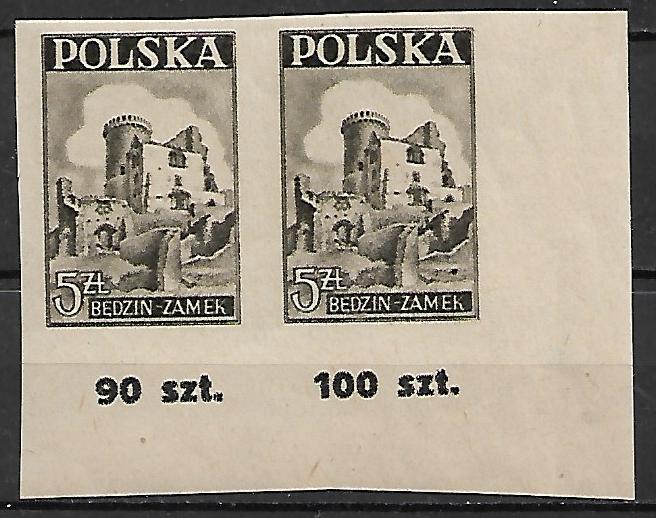 POLSKA POLSKA
5 ZŁ BĘDZIN-ZAMEK 5 ZŁ BĘDZIN-ZAMEK
90 szt. 100 szt.